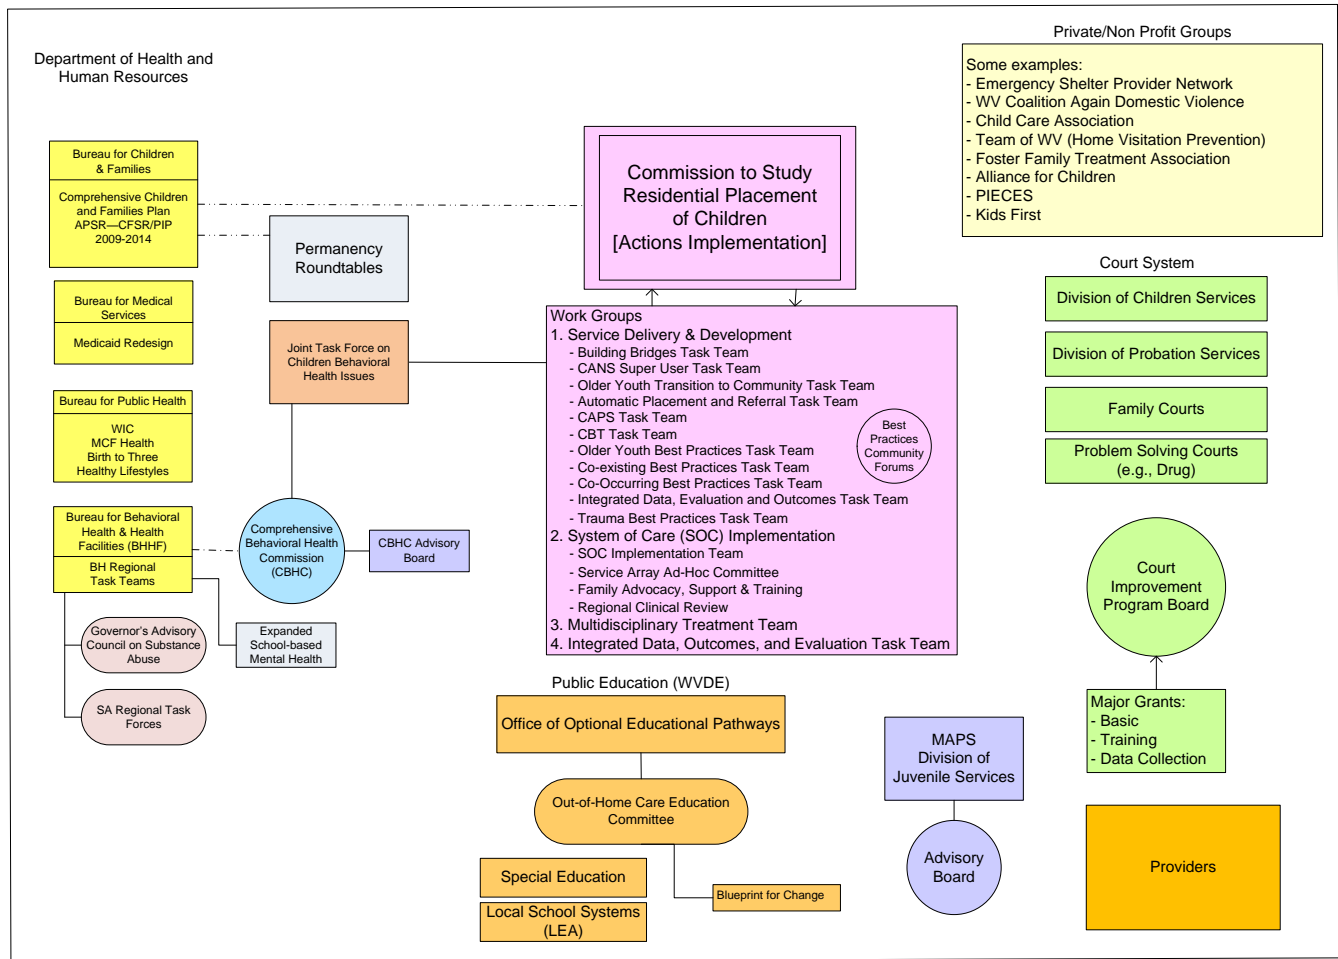 Department of Health and
Human Resources
Bureau for Children
& Families
Comprehensive Children
and Families Plan
APSR—CFSR/PIP
2009-2014
Permanency
Roundtables
Bureau for Medical
Services
Medicaid Redesign
Joint Task Force on
Children Behavioral
Health Issues
Bureau for Public Health
WIC
MCF Health
Birth to Three
Healthy Lifestyles
Bureau for Behavioral
Health & Health
Facilities (BHHF)
BH Regional
Task Teams
Comprehensive
Behavioral Health
Commission
(CBHC)
CBHC Advisory
Board
Governor's Advisory
Council on Substance
Abuse
Expanded
School-based
Mental Health
SA Regional Task
Forces
Commission to Study
Residential Placement
of Children
[Actions Implementation]
Work Groups
1. Service Delivery & Development
- Building Bridges Task Team
- CANS Super User Task Team
- Older Youth Transition to Community Task Team
- Automatic Placement and Referral Task Team
- CAPS Task Team
- CBT Task Team
- Older Youth Best Practices Task Team
- Co-existing Best Practices Task Team
- Co-Occurring Best Practices Task Team
- Integrated Data, Evaluation and Outcomes Task Team
- Trauma Best Practices Task Team
2. System of Care (SOC) Implementation
- SOC Implementation Team
- Service Array Ad-Hoc Committee
- Family Advocacy, Support & Training
- Regional Clinical Review
3. Multidisciplinary Treatment Team
4. Integrated Data, Outcomes, and Evaluation Task Team
Best
Practices
Community
Forums
Public Education (WVDE)
Office of Optional Educational Pathways
Out-of-Home Care Education
Committee
Special Education
Local School Systems
(LEA)
Blueprint for Change
MAPS
Division of
Juvenile Services
Advisory
Board
Private/Non Profit Groups
Some examples:
- Emergency Shelter Provider Network
- WV Coalition Again Domestic Violence
- Child Care Association
- Team of WV (Home Visitation Prevention)
- Foster Family Treatment Association
- Alliance for Children
- PIECES
- Kids First
Court System
Division of Children Services
Division of Probation Services
Family Courts
Problem Solving Courts
(e.g., Drug)
Court
Improvement
Program Board
Major Grants:
- Basic
- Training
- Data Collection
Providers